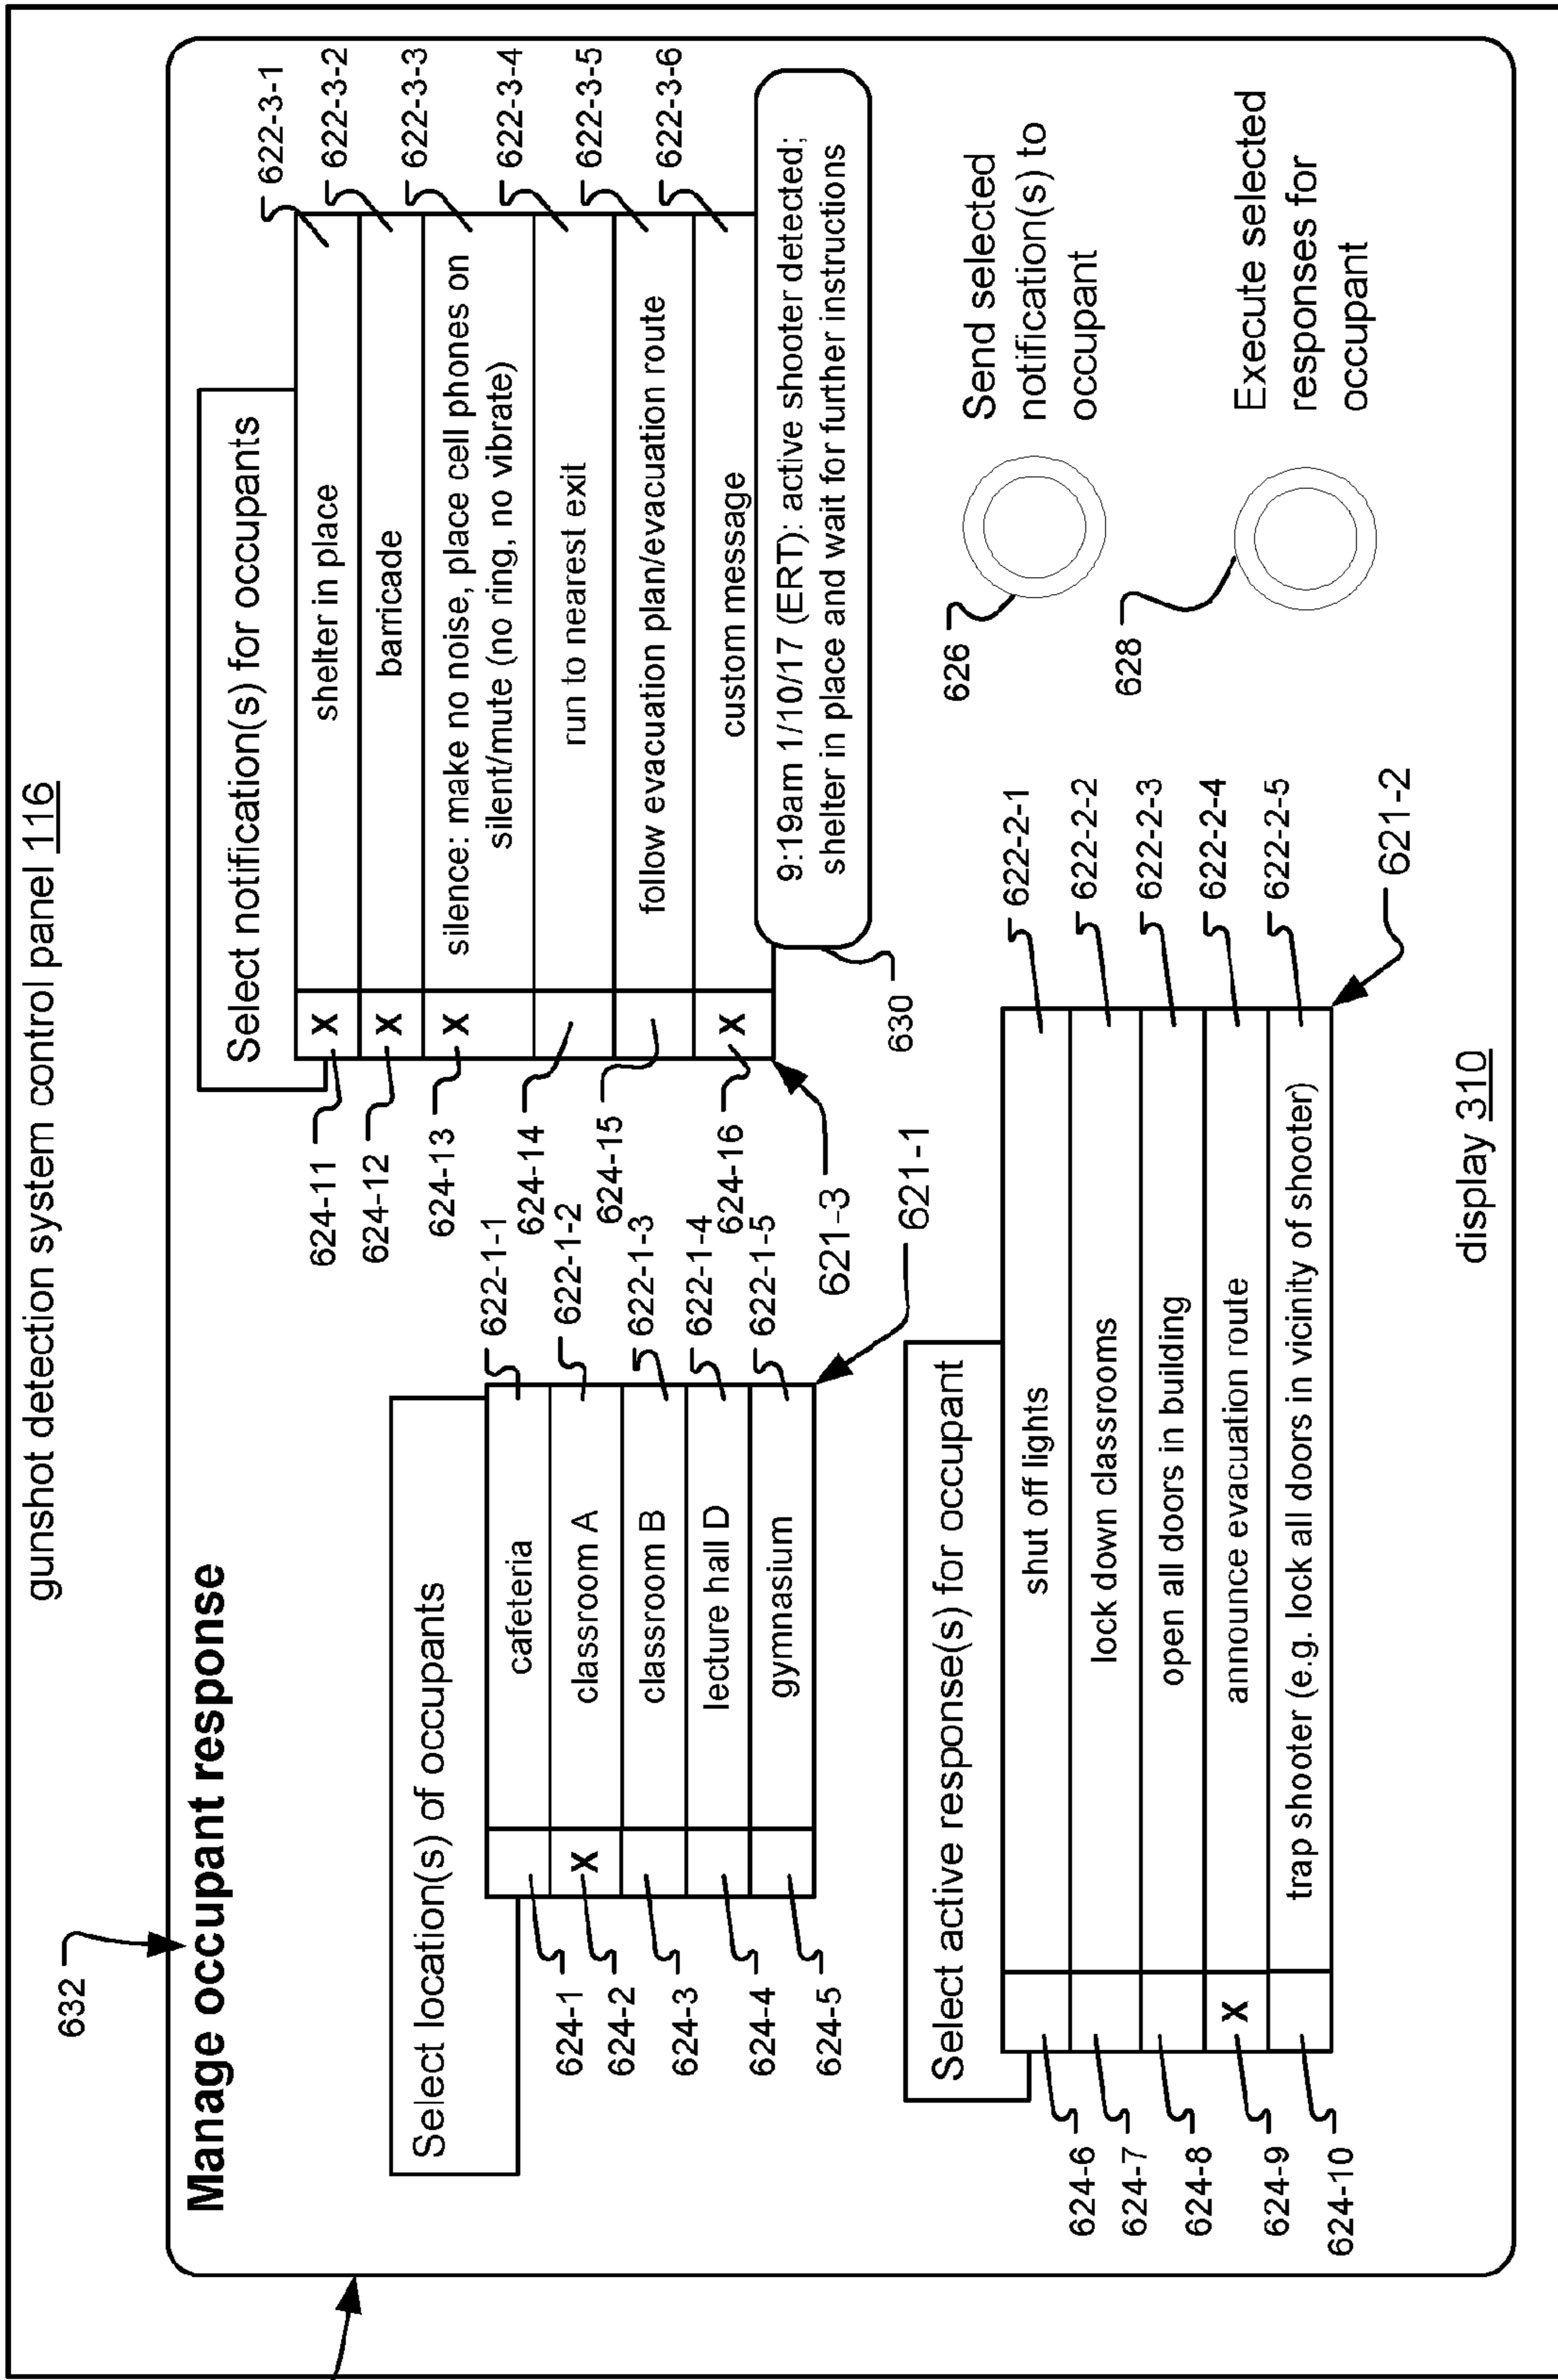 gunshot detection system control panel 116
632
Manage occupant response
Select location(s) of occupants
cafeteria
classroom A
classroom B
lecture hall D
gymnasium
624-1
624-2
624-3
624-4
624-5
622-1-1
622-1-2
622-1-3
622-1-4
622-1-5
621-1
Select notification(s) for occupants
X shelter in place
X barricade
X silence: make no noise, place cell phones on
silent/mute (no ring, no vibrate)
run to nearest exit
follow evacuation plan/evacuation route
X custom message
9:19am 1/10/17 (ERT): active shooter detected;
shelter in place and wait for further instructions
624-11
624-12
624-13
624-14
624-15
624-16
621-3
630
622-3-1
622-3-2
622-3-3
622-3-4
622-3-5
622-3-6
X
Select active response(s) for occupant
shut off lights
lock down classrooms
open all doors in building
X announce evacuation route
trap shooter (e.g. lock all doors in vicinity of shooter)
624-6
624-7
624-8
624-9
624-10
622-2-1
622-2-2
622-2-3
622-2-4
622-2-5
621-2
626
Send selected
notification(s) to
occupant
628
Execute selected
responses for
occupant
display 310